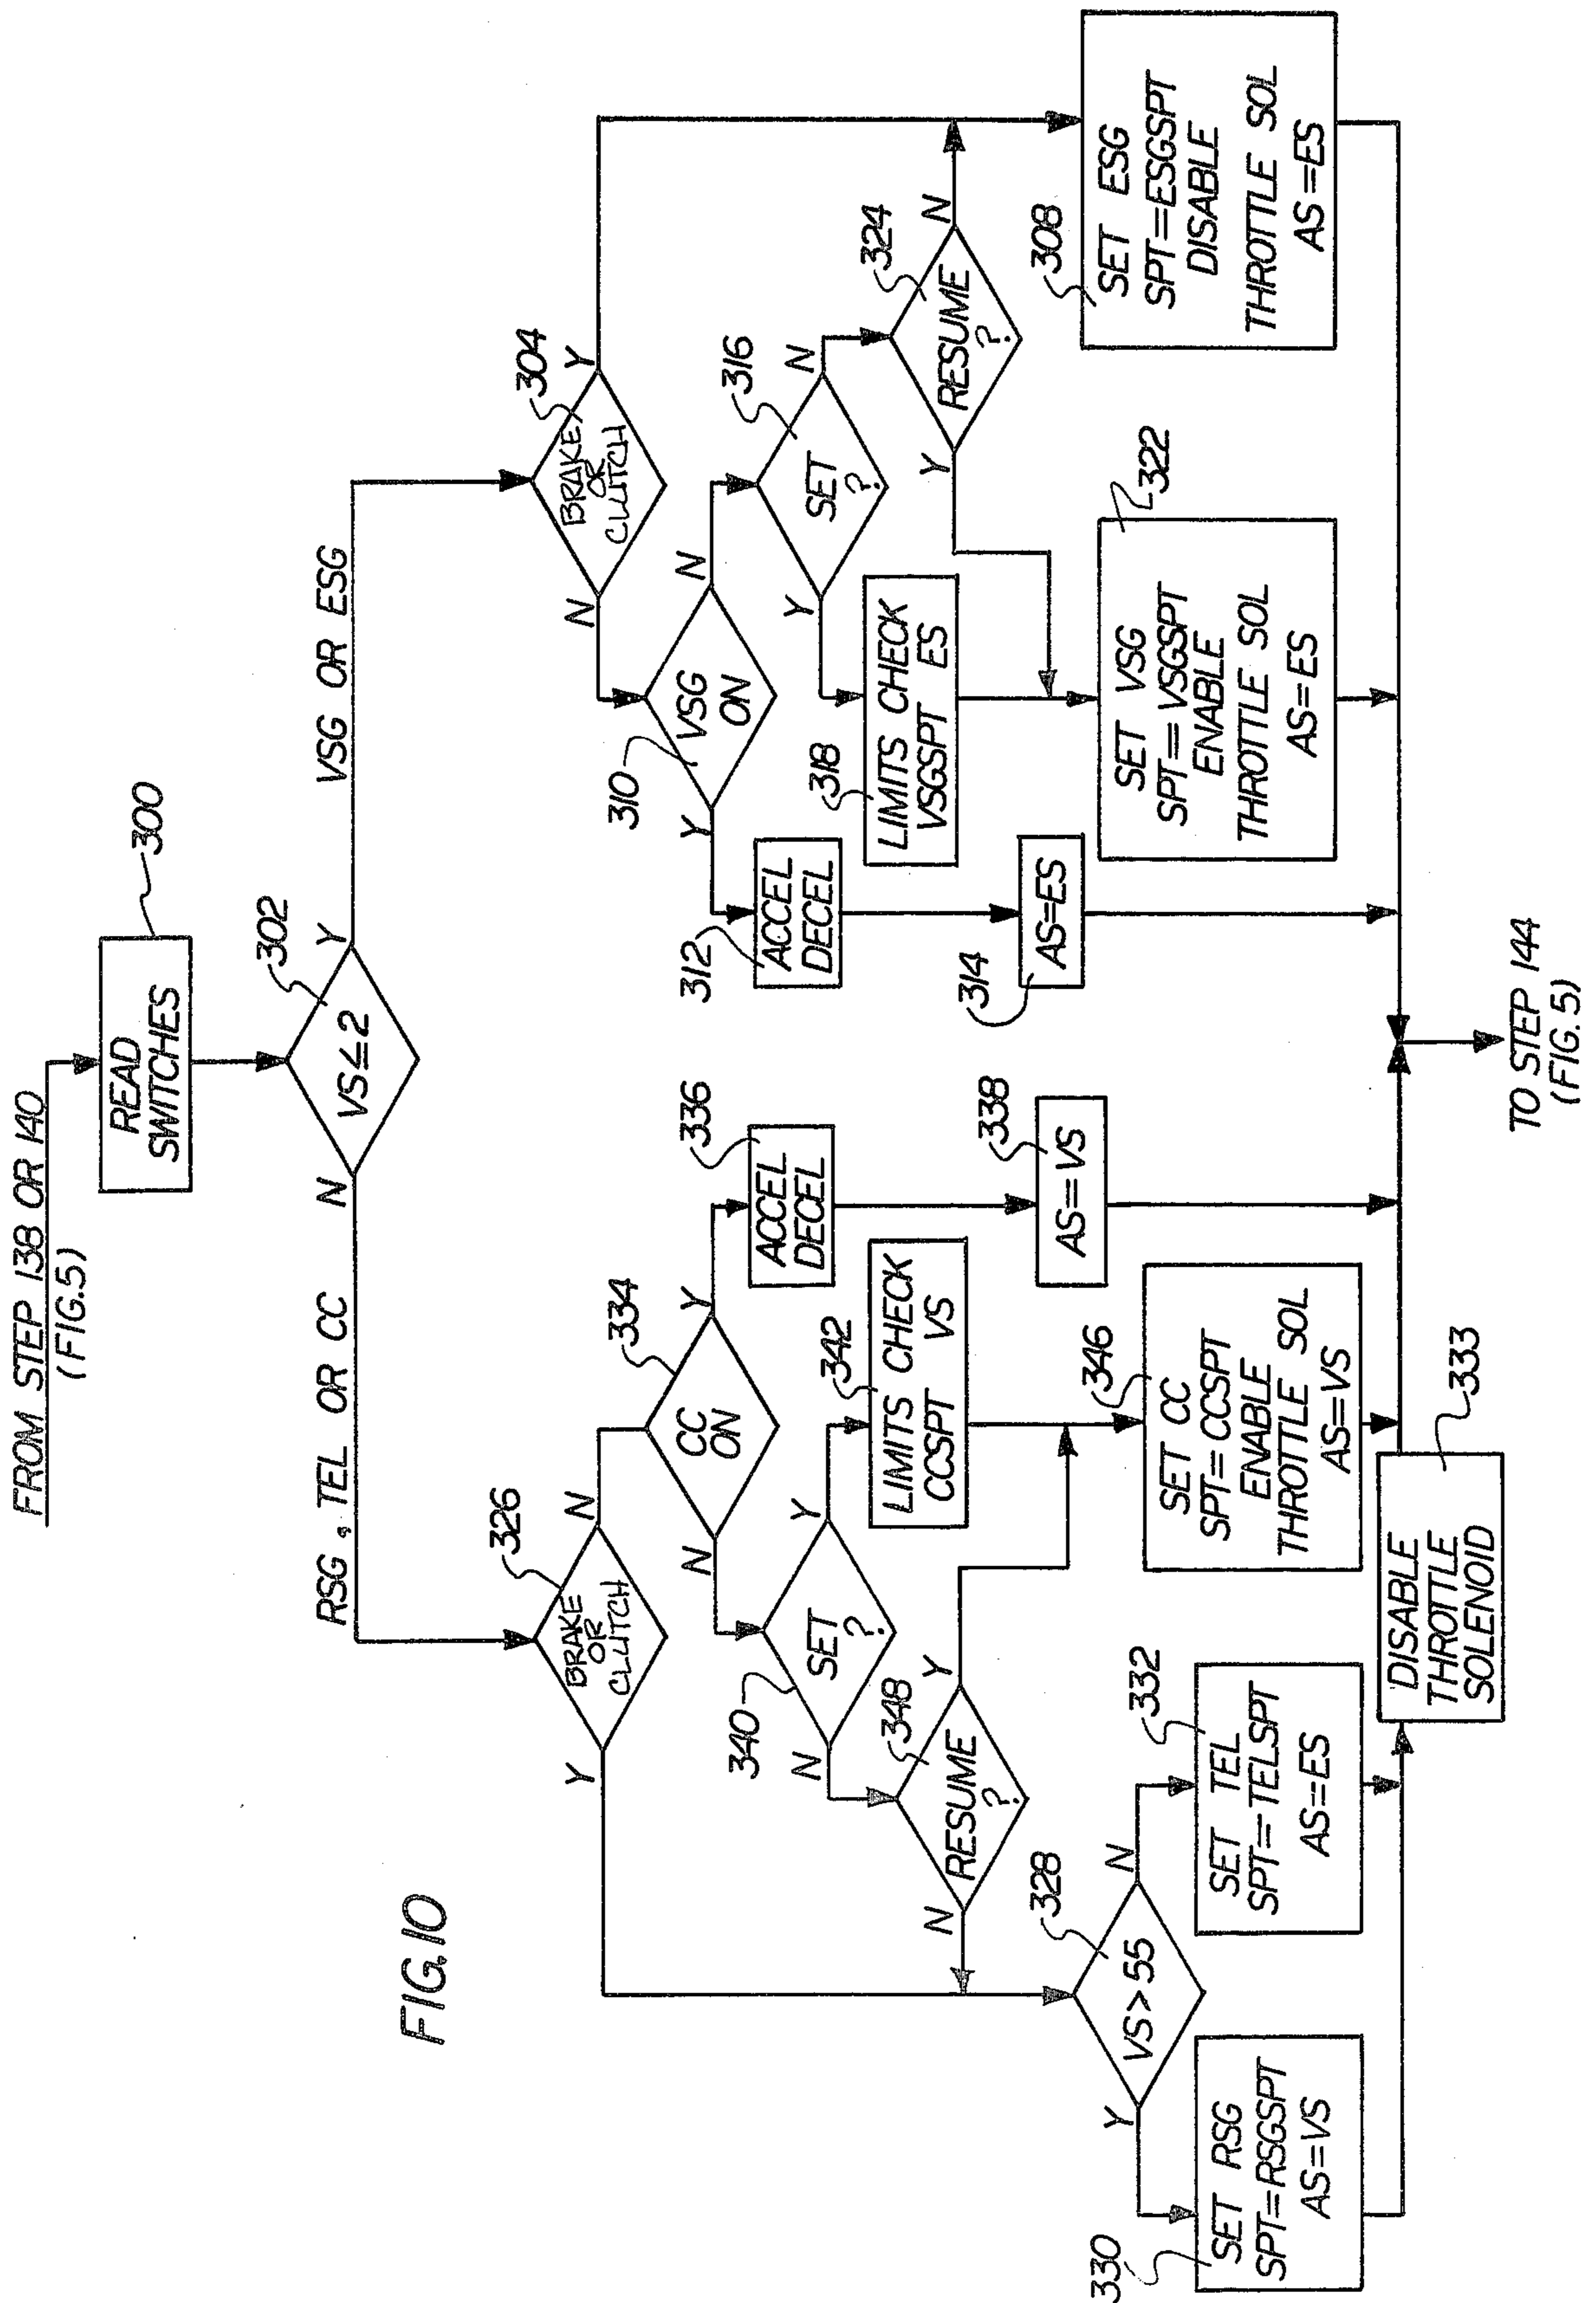 FROM STEP 138 OR 140
(FIG.5)
READ
SWITCHES
300
VS≤2
302
N
Y
RSG, TEL OR CC
VSG OR ESG
BRAKE
OR
CLUTCH
326
Y
N
BRAKE
OR
CLUTCH
304
N
Y
CC
ON
334
N
Y
VSG
ON
310
Y
N
SET
?
340
N
Y
ACCEL
DECEL
336
ACCEL
DECEL
312
SET
?
316
Y
N
RESUME
?
348
N
Y
LIMITS CHECK
CCSPT VS
342
LIMITS CHECK
VSGSPT ES
318
RESUME
?
324
Y
N
VS>55
328
Y
N
AS=VS
338
AS=ES
314
SET RSG
SPT=RSGSPT
AS=VS
330
SET TEL
SPT=TELSPT
AS=ES
332
SET CC
SPT=CCSPT
ENABLE
THROTTLE SOL
AS=VS
346
SET VSG
SPT=VSGSPT
ENABLE
THROTTLE SOL
AS=ES
322
SET ESG
SPT=ESGSPT
DISABLE
THROTTLE SOL
AS=ES
308
DISABLE
THROTTLE
SOLENOID
333
TO STEP 144
(FIG. 5)
FIG.10